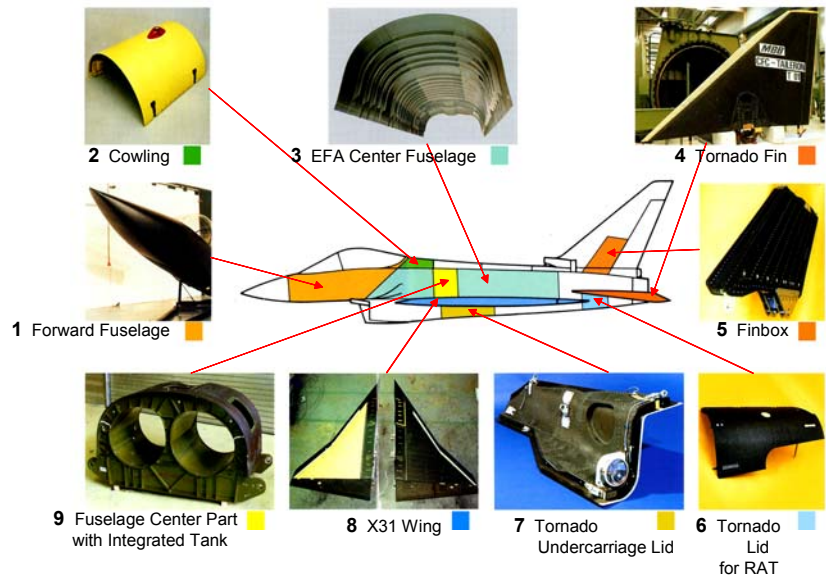 MBB
CFC-TAILERON
2 Cowling
3 EFA Center Fuselage
4 Tornado Fin
1 Forward Fuselage
5 Finbox
9 Fuselage Center Part
with Integrated Tank
8 X31 Wing
7 Tornado
Undercarriage Lid
6 Tornado
Lid
for RAT